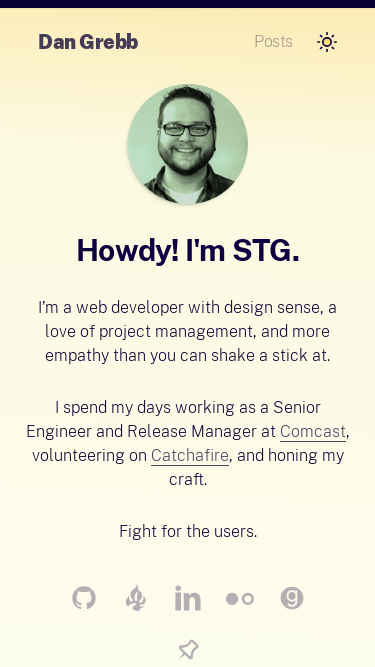 Dan Grebb
Posts
Howdy! I'm STG.
I’m a web developer with design sense, a
love of project management, and more
empathy than you can shake a stick at.
I spend my days working as a Senior
Engineer and Release Manager at Comcast,
volunteering on Catchafire, and honing my
craft.
Fight for the users.